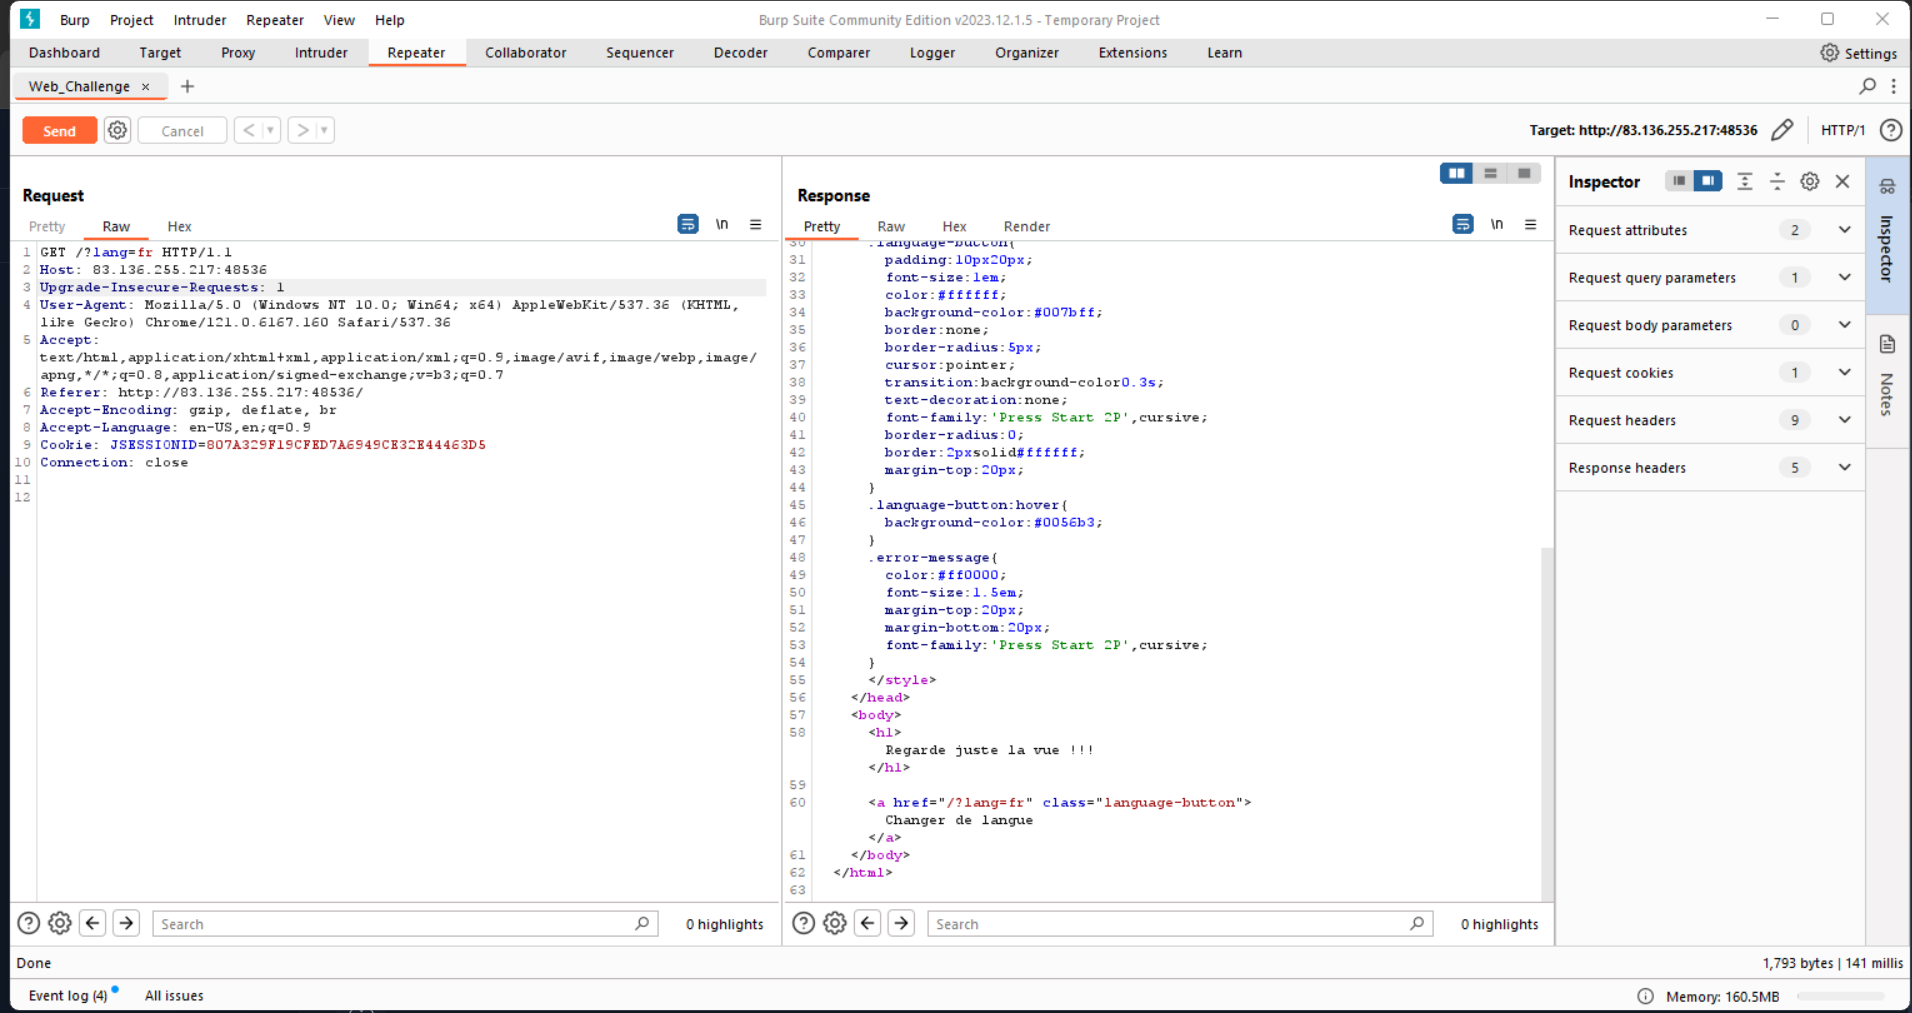 Burp Project Intruder Repeater View Help Burp Suite Community Edition v2023.12.1.5 - Temporary Project
Dashboard Target Proxy Intruder Repeater Collaborator Sequencer Decoder Comparer Logger Organizer Extensions Learn Settings
Web_Challenge × +
Send Cancel < > Target: http://83.136.255.217:48536 HTTP/1
Request
Pretty Raw Hex \n
1 GET /?lang=fr HTTP/1.1
2 Host: 83.136.255.217:48536
3 Upgrade-Insecure-Requests: 1
4 User-Agent: Mozilla/5.0 (Windows NT 10.0; Win64; x64) AppleWebKit/537.36 (KHTML,
like Gecko) Chrome/121.0.6167.160 Safari/537.36
5 Accept:
text/html,application/xhtml+xml,application/xml;q=0.9,image/avif,image/webp,image/
apng,*/*;q=0.8,application/signed-exchange;v=b3;q=0.7
6 Referer: http://83.136.255.217:48536/
7 Accept-Encoding: gzip, deflate, br
8 Accept-Language: en-US,en;q=0.9
9 Cookie: JSESSIONID=807A329F19CFED7A6949CE32E44463D5
10 Connection: close
11
12
Search 0 highlights
Response
Pretty Raw Hex Render \n
30 .language-button{
31 padding:10px20px;
32 font-size:1em;
33 color:#ffffff;
34 background-color:#007bff;
35 border:none;
36 border-radius:5px;
37 cursor:pointer;
38 transition:background-color0.3s;
39 text-decoration:none;
40 font-family:'Press Start 2P',cursive;
41 border-radius:0;
42 border:2pxsolid#ffffff;
43 margin-top:20px;
44 }
45 .language-button:hover{
46 background-color:#0056b3;
47 }
48 .error-message{
49 color:#ff0000;
50 font-size:1.5em;
51 margin-top:20px;
52 margin-bottom:20px;
53 font-family:'Press Start 2P',cursive;
54 }
55 </style>
56 </head>
57 <body>
58 <h1>
Regarde juste la vue !!!
</h1>
59
60 <a href="/?lang=fr" class="language-button">
Changer de langue
</a>
61 </body>
62 </html>
63
Search 0 highlights
Inspector
Request attributes 2
Request query parameters 1
Request body parameters 0
Request cookies 1
Request headers 9
Response headers 5
Inspector
Notes
Done 1,793 bytes | 141 millis
Event log (4) All issues Memory: 160.5MB